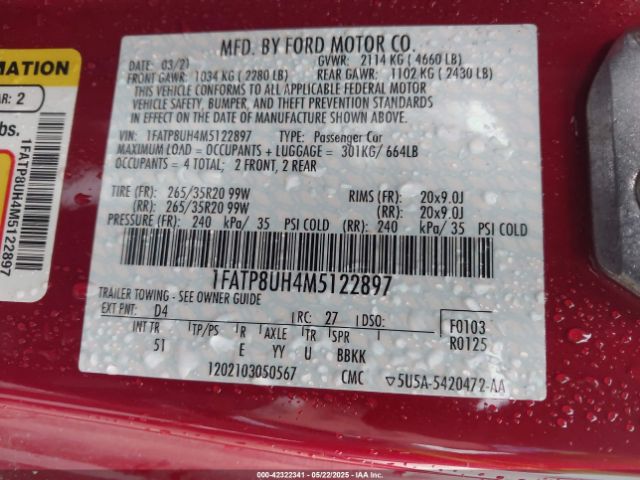 MFD. BY FORD MOTOR CO.
DATE: 03/21
GVWR: 2114 KG ( 4660 LB)
FRONT GAWR: 1034 KG ( 2280 LB)
REAR GAWR: 1102 KG ( 2430 LB)
THIS VEHICLE CONFORMS TO ALL APPLICABLE FEDERAL MOTOR
VEHICLE SAFETY, BUMPER, AND THEFT PREVENTION STANDARDS
IN EFFECT ON THE DATE OF MANUFACTURE SHOWN ABOVE.
VIN: 1FATP8UH4M5122897 TYPE: Passenger Car
MAXIMUM LOAD = OCCUPANTS + LUGGAGE = 301KG/ 664LB
OCCUPANTS = 4 TOTAL; 2 FRONT, 2 REAR
TIRE (FR): 265/35R20 99W RIMS (FR): 20x9.0J
(RR): 265/35R20 99W (RR): 20x9.0J
PRESSURE (FR): 240 kPa/ 35 PSI COLD (RR): 240 kPa/ 35 PSI COLD
1FATP8UH4M5122897
TRAILER TOWING - SEE OWNER GUIDE
EXT PNT: D4 RC: 27 DSO:
F0103
R0125
INT TR TP/PS R AXLE TR SPR
51 E YY U BBKK
1202103050567 CMC ▽5U5A-5420472-AA
MATION
AR: 2
lbs.
1FATP8UH4M5122897
000-42322341 - 05/22/2025 - IAA Inc.